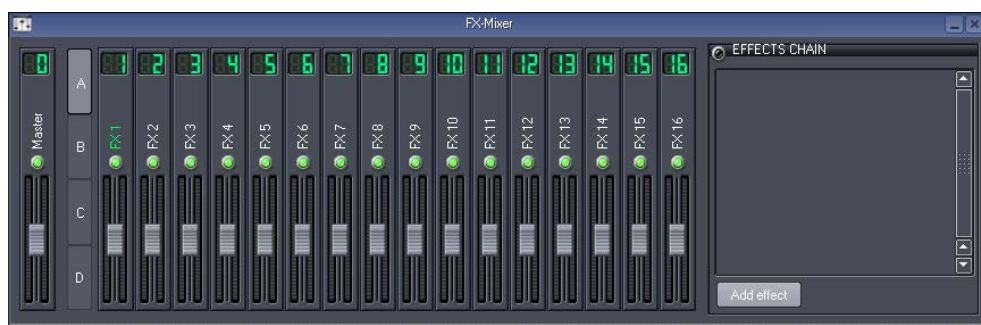 FX-Mixer
0 1 2 3 4 5 6 7 8 9 10 11 12 13 14 15 16
EFFECTS CHAIN
A
B
C
D
Master FX 1 FX 2 FX 3 FX 4 FX 5 FX 6 FX 7 FX 8 FX 9 FX 10 FX 11 FX 12 FX 13 FX 14 FX 15 FX 16
Add effect